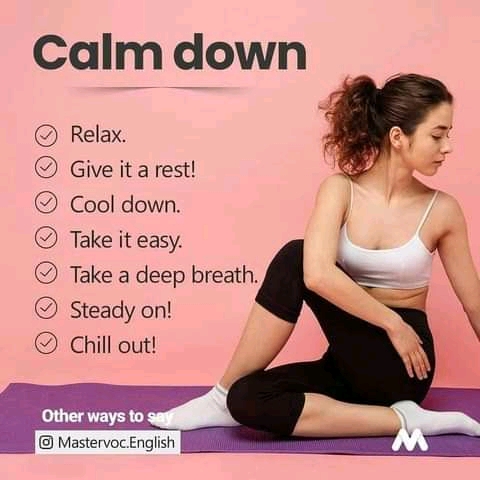 Calm down
Relax.
Give it a rest!
Cool down.
Take it easy.
Take a deep breath.
Steady on!
Chill out!
Other ways to say
Mastervoc.English
M